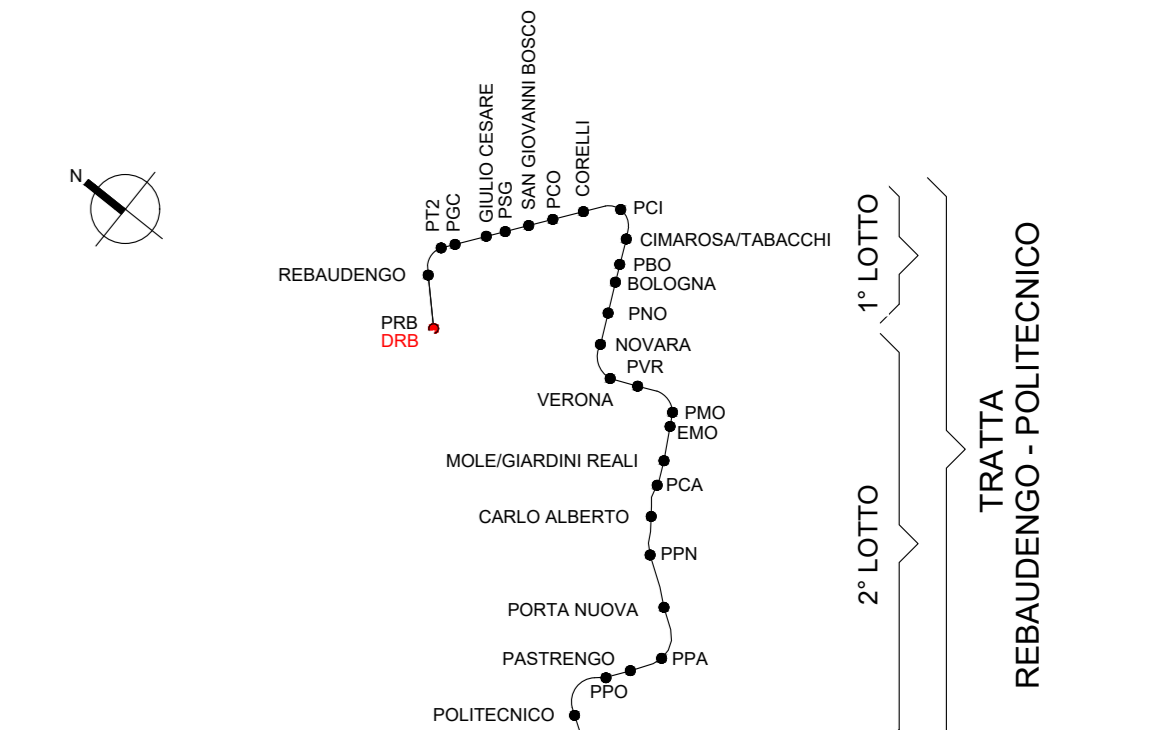 N
PT2
PGC
GIULIO CESARE
PSG
SAN GIOVANNI BOSCO
PCO
CORELLI
PCI
CIMAROSA/TABACCHI
REBAUDENGO
PBO
BOLOGNA
PRB
DRB
PNO
NOVARA
PVR
VERONA
PMO
EMO
MOLE/GIARDINI REALI
PCA
CARLO ALBERTO
PPN
PORTA NUOVA
PASTRENGO
PPA
PPO
POLITECNICO
1° LOTTO
2° LOTTO
TRATTA
REBAUDENGO - POLITECNICO